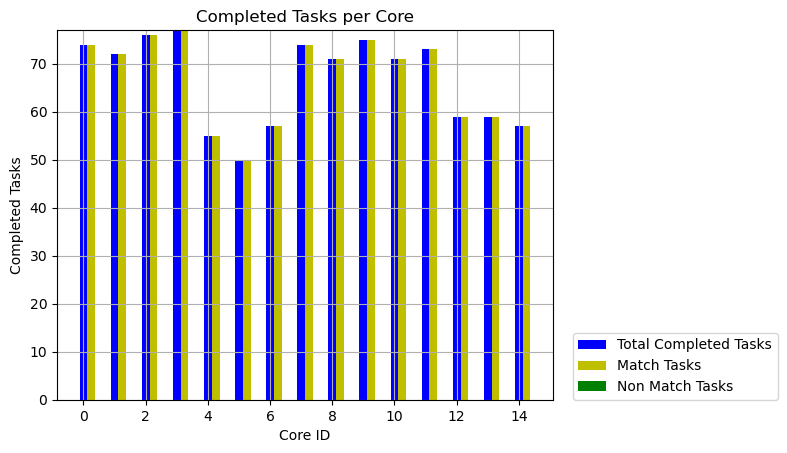 Completed Tasks per Core
Completed Tasks
70
60
50
40
30
20
10
0
0 2 4 6 8 10 12 14
Core ID
Total Completed Tasks
Match Tasks
Non Match Tasks